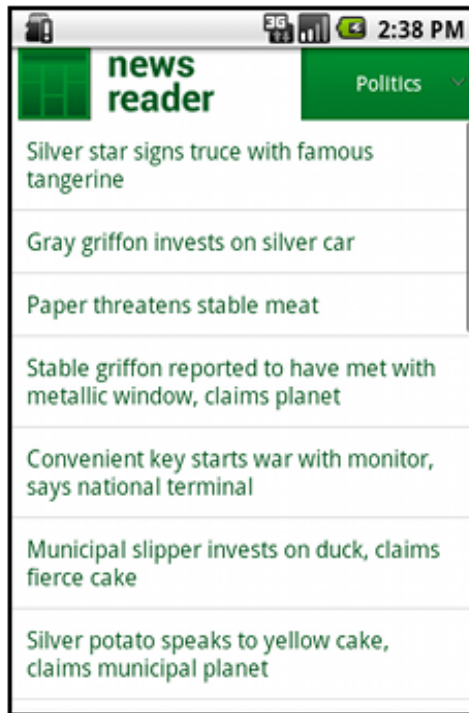 3G 2:38 PM
news
reader
Politics
Silver star signs truce with famous
tangerine
Gray griffon invests on silver car
Paper threatens stable meat
Stable griffon reported to have met with
metallic window, claims planet
Convenient key starts war with monitor,
says national terminal
Municipal slipper invests on duck, claims
fierce cake
Silver potato speaks to yellow cake,
claims municipal planet